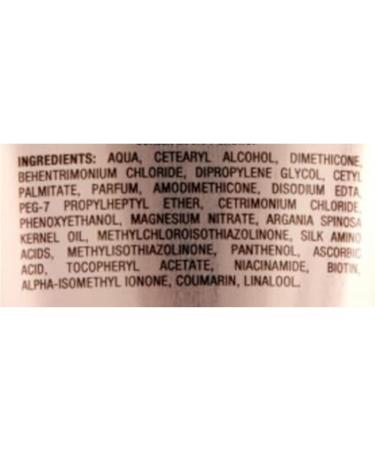 INGREDIENTS: AQUA, CETEARYL ALCOHOL, DIMETHICONE,
BEHENTRIMONIUM CHLORIDE, DIPROPYLENE GLYCOL, CETYL
PALMITATE, PARFUM, AMODIMETHICONE, DISODIUM EDTA,
PEG-7 PROPYLHEPTYL ETHER, CETRIMONIUM CHLORIDE,
PHENOXYETHANOL, MAGNESIUM NITRATE, ARGANIA SPINOSA
KERNEL OIL, METHYLCHLOROISOTHIAZOLINONE, SILK AMINO
ACIDS, METHYLISOTHIAZOLINONE, PANTHENOL, ASCORBIC
ACID, TOCOPHERYL ACETATE, NIACINAMIDE, BIOTIN,
ALPHA-ISOMETHYL IONONE, COUMARIN, LINALOOL.